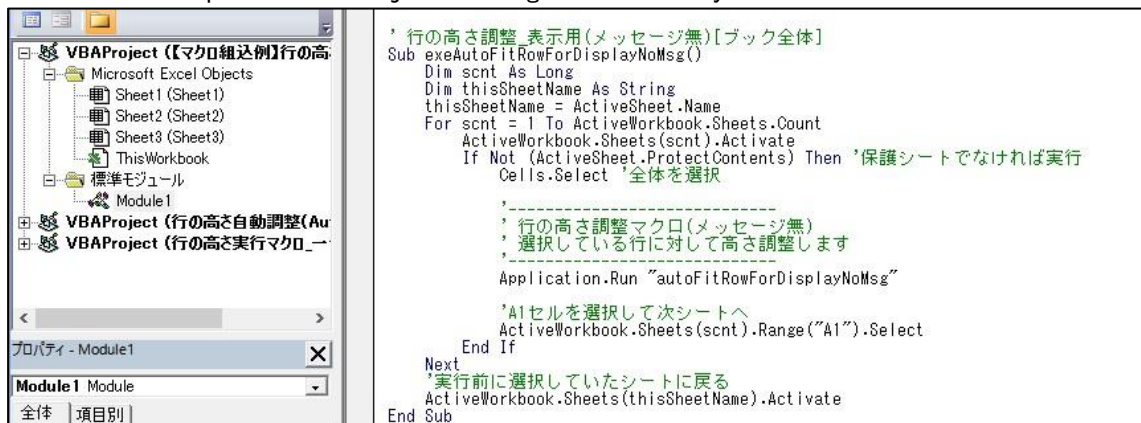 VBAProject (【マクロ組込例】行の高
Microsoft Excel Objects
Sheet1 (Sheet1)
Sheet2 (Sheet2)
Sheet3 (Sheet3)
ThisWorkbook
標準モジュール
Module1
VBAProject (行の高さ自動調整(Au
VBAProject (行の高さ実行マクロ_一
プロパティ - Module1
Module1 Module
全体
項目別
' 行の高さ調整_表示用(メッセージ無)[ブック全体]
Sub exeAutoFitRowForDisplayNoMsg()
Dim scnt As Long
Dim thisSheetName As String
thisSheetName = ActiveSheet.Name
For scnt = 1 To ActiveWorkbook.Sheets.Count
ActiveWorkbook.Sheets(scnt).Activate
If Not (ActiveSheet.ProtectContents) Then '保護シートでなければ実行
Cells.Select '全体を選択
'------------------------------
' 行の高さ調整マクロ(メッセージ無)
' 選択している行に対して高さ調整します
'------------------------------
Application.Run "autoFitRowForDisplayNoMsg"
'A1セルを選択して次シートへ
ActiveWorkbook.Sheets(scnt).Range("A1").Select
End If
Next
'実行前に選択していたシートに戻る
ActiveWorkbook.Sheets(thisSheetName).Activate
End Sub